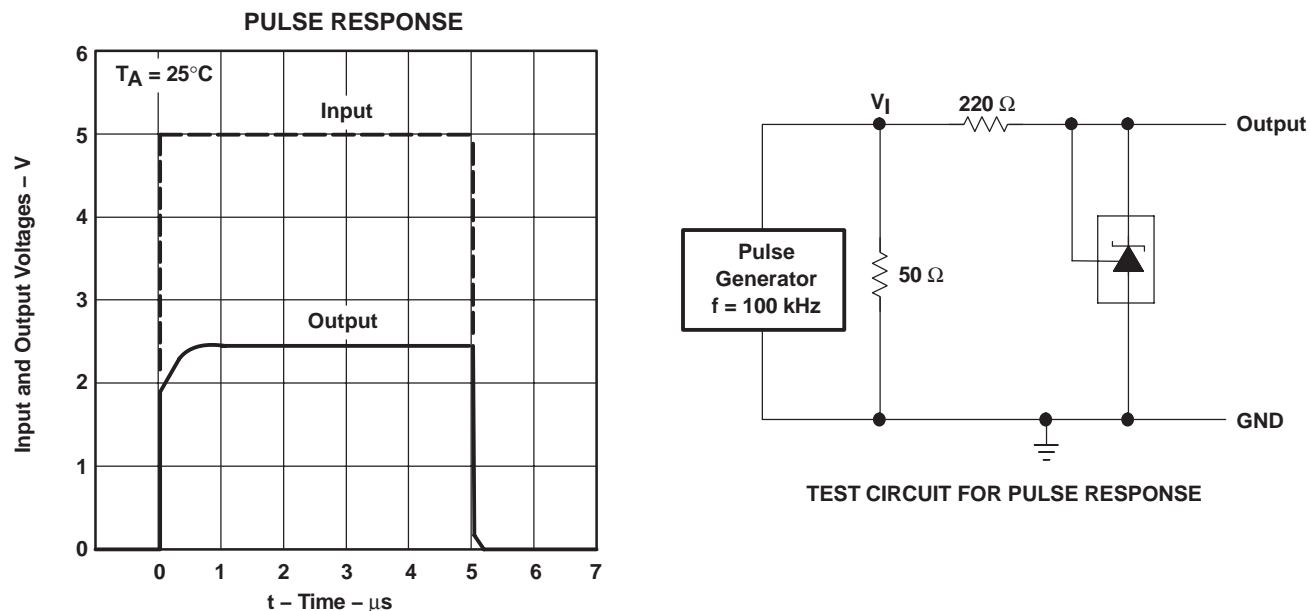 PULSE RESPONSE
6
5
4
3
2
1
0
Input and Output Voltages – V
TA = 25°C
Input
Output
0 1 2 3 4 5 6 7
t – Time – μs
VI
220 Ω
Output
Pulse
Generator
f = 100 kHz
50 Ω
GND
TEST CIRCUIT FOR PULSE RESPONSE